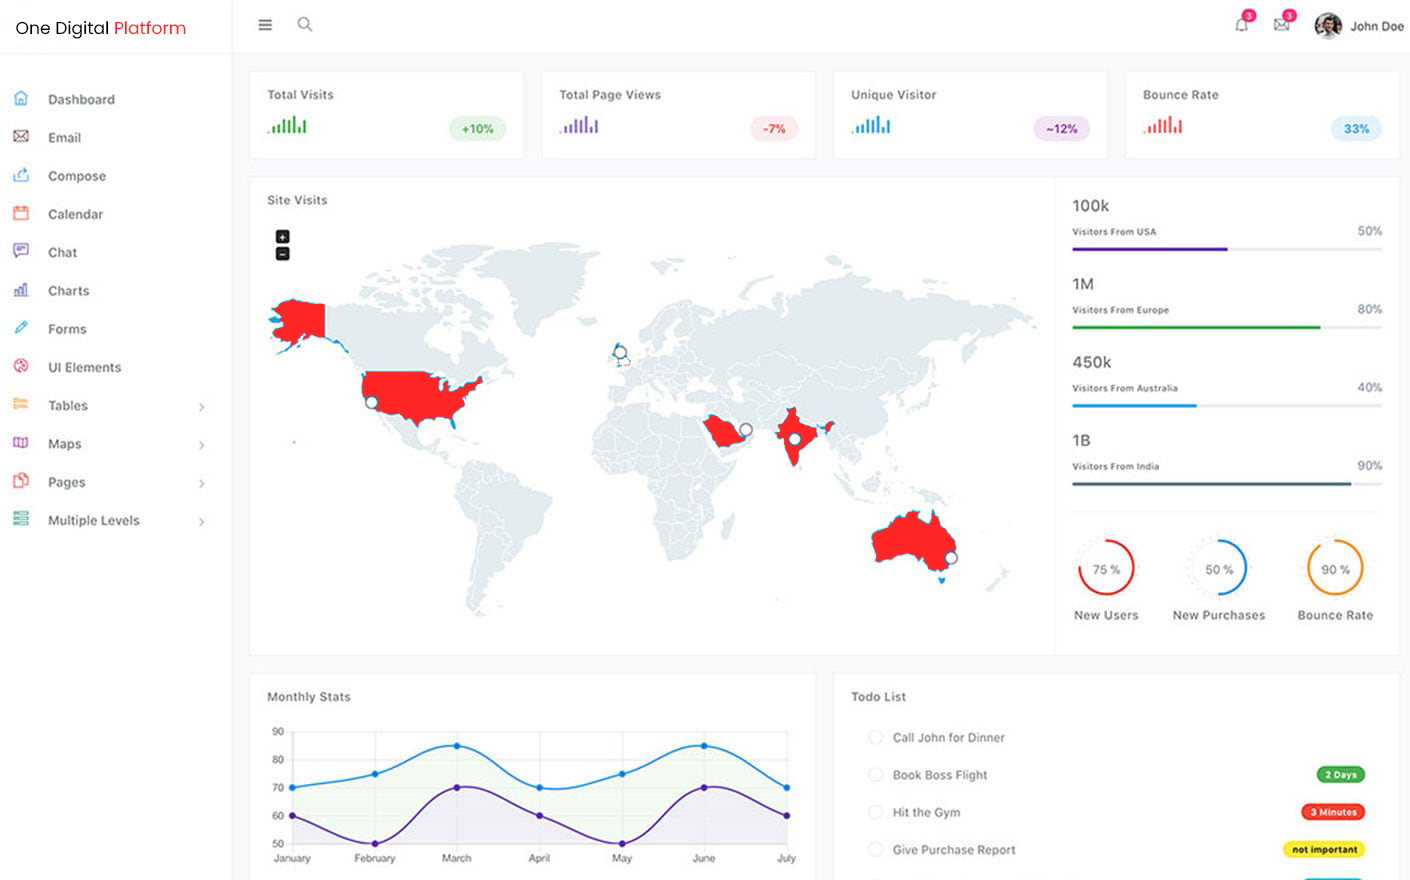 One Digital Platform
3
3
John Doe
Dashboard
Email
Compose
Calendar
Chat
Charts
Forms
UI Elements
Tables
Maps
Pages
Multiple Levels
Total Visits
+10%
Total Page Views
-7%
Unique Visitor
~12%
Bounce Rate
33%
Site Visits
+
−
100k
Visitors From USA 50%
1M
Visitors From Europe 80%
450k
Visitors From Australia 40%
1B
Visitors From India 90%
75 %
50 %
90 %
New Users
New Purchases
Bounce Rate
Monthly Stats
90
80
70
60
50
January February March April May June July
Todo List
Call John for Dinner
Book Boss Flight 2 Days
Hit the Gym 3 Minutes
Give Purchase Report not important